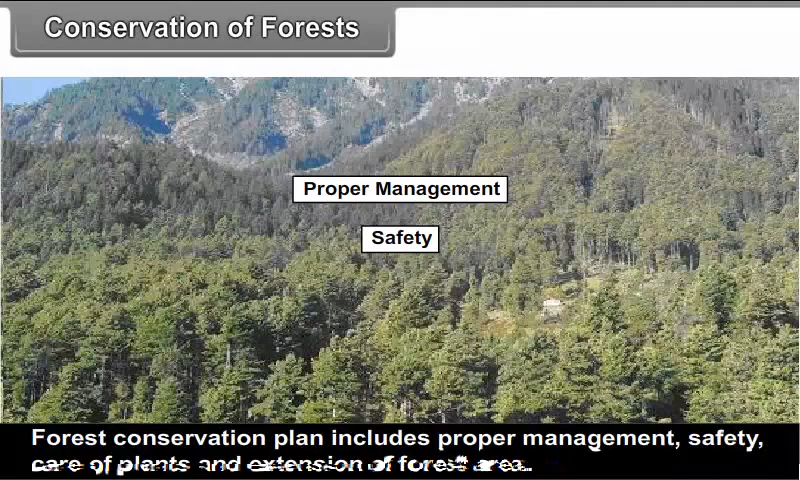 Conservation of Forests
Proper Management
Safety
Forest conservation plan includes proper management, safety,
care of plants and extension of forest area.